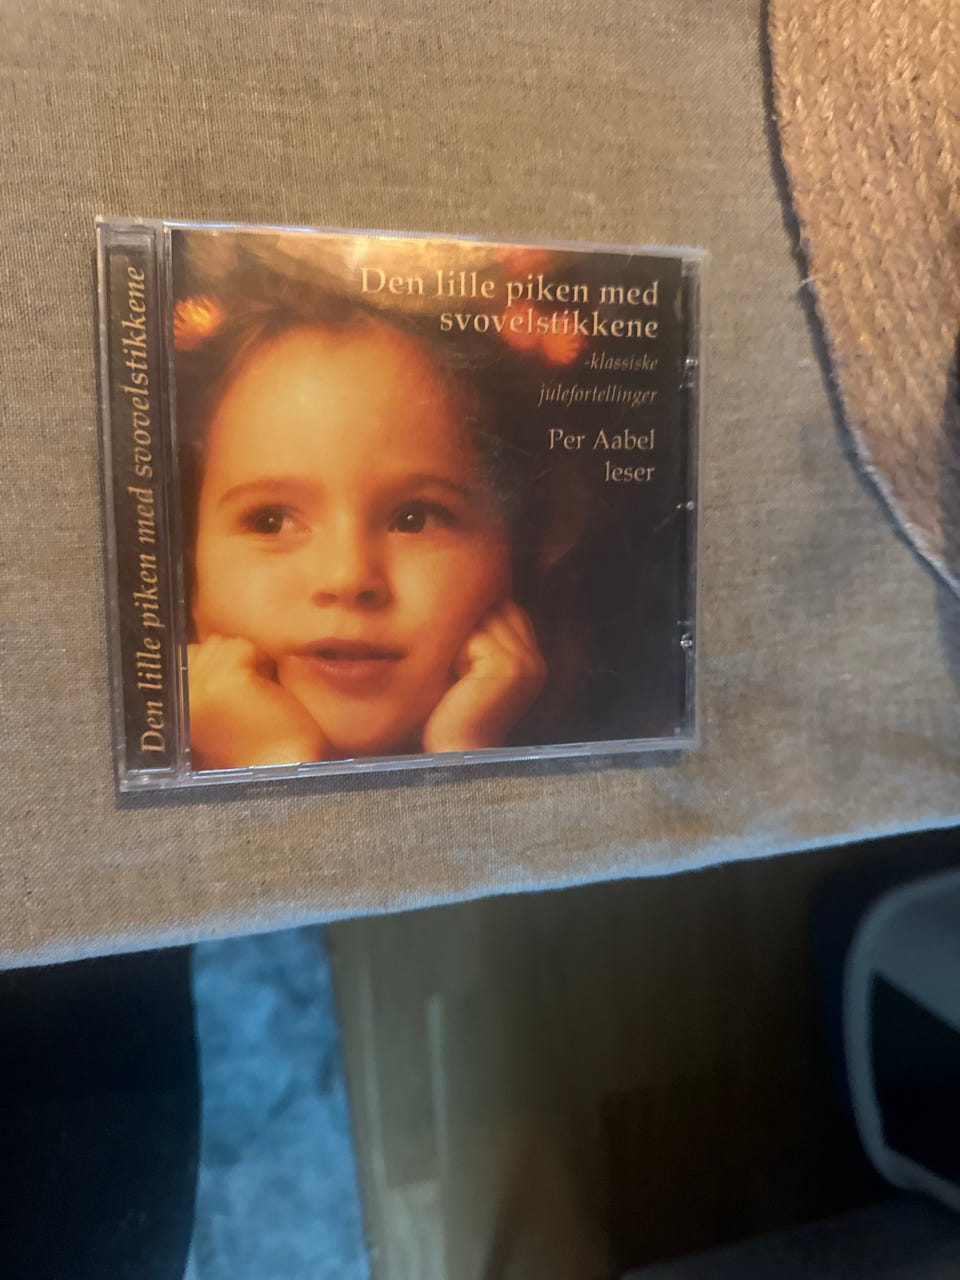 Den lille piken med svovelstikkene
Den lille piken med
svovelstikkene
-klassiske
julefortellinger
Per Aabel
leser